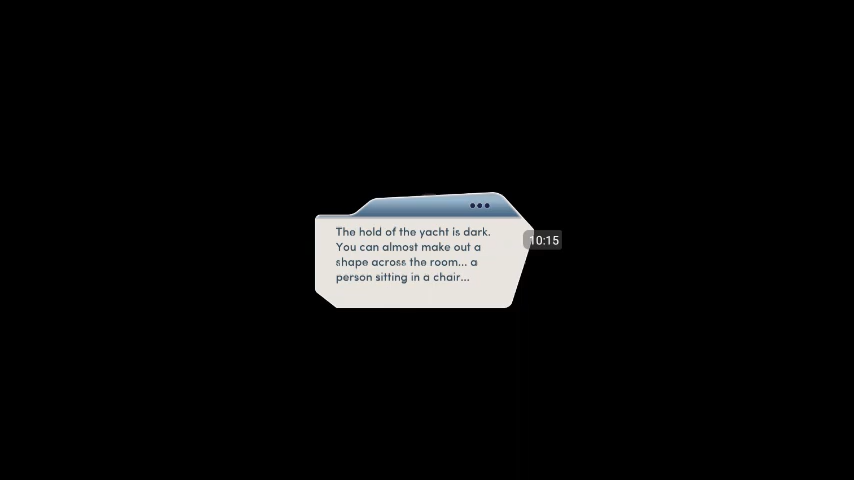 The hold of the yacht is dark.
You can almost make out a
shape across the room... a
person sitting in a chair...
10:15